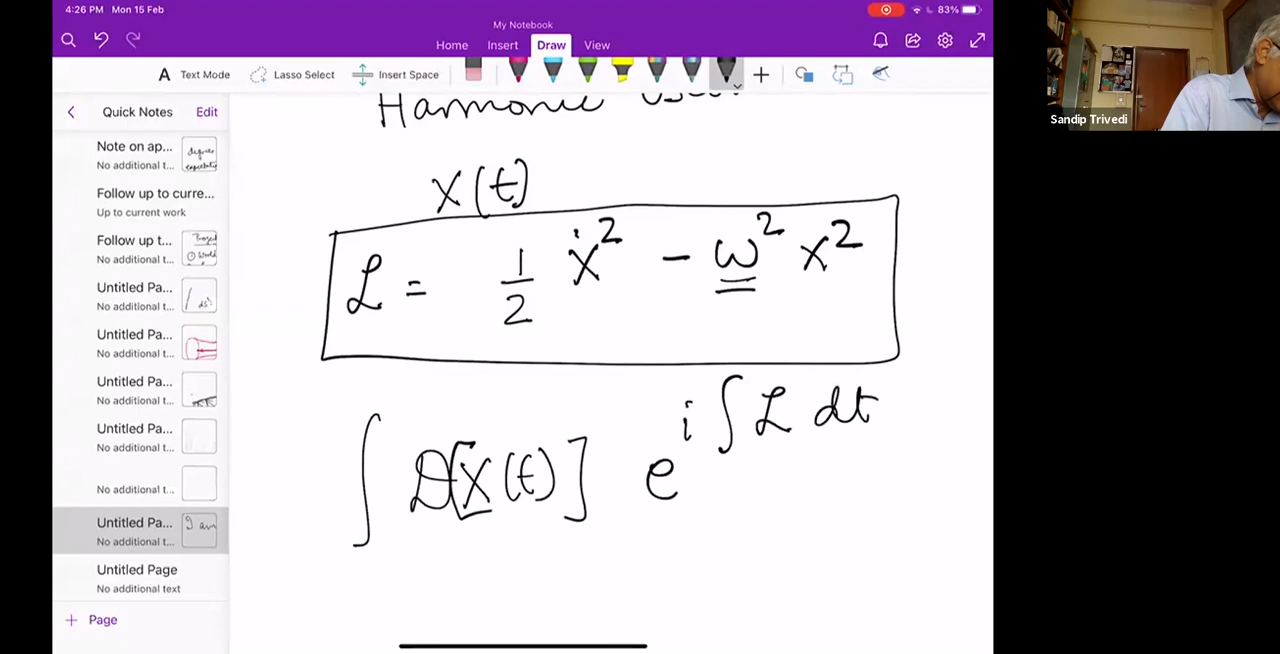 4:26 PM Mon 15 Feb
83%
My Notebook
Home Insert Draw View
Text Mode Lasso Select Insert Space
Quick Notes Edit
Note on ap...
No additional t...
Follow up to curre...
Up to current work
Follow up t...
No additional t...
Untitled Pa...
No additional t...
Untitled Pa...
No additional t...
Untitled Pa...
No additional t...
Untitled Pa...
No additional t...
No additional t...
Untitled Pa...
No additional t...
Untitled Page
No additional text
+ Page
Harmonic
X(t)
ℒ = 1/2 ẋ² - ω² x²
∫ D[X(t)] e^{i ∫ ℒ dt}
Sandip Trivedi